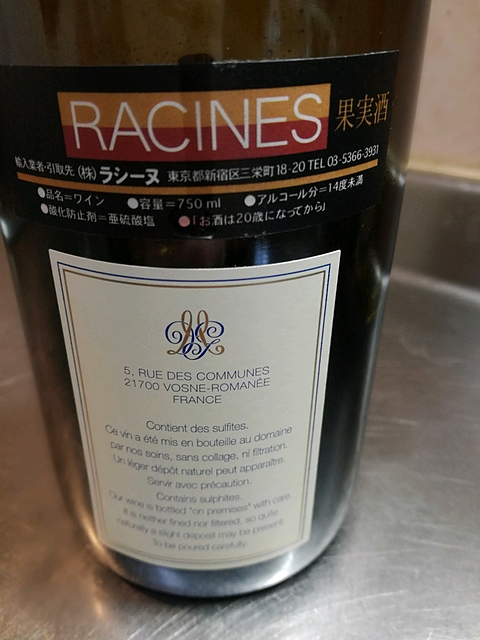 RACINES 果実酒
輸入業者・引取先 (株)ラシーヌ 東京都新宿区三栄町18-20 TEL 03-5366-3931
●品名=ワイン ●容量=750ml ●アルコール分=14度未満
●酸化防止剤=亜硫酸塩 ●「お酒は20歳になってから」
5, RUE DES COMMUNES
21700 VOSNE-ROMANÉE
FRANCE
Contient des sulfites.
Ce vin a été mis en bouteille au domaine
par nos soins, sans collage, ni filtration.
Un léger dépôt naturel peut apparaître.
Servir avec précaution.
Contains sulphites.
Our wine is bottled "on premises" with care.
It is neither fined nor filtered, so quite
naturally a slight deposit may be present.
To be poured carefully.